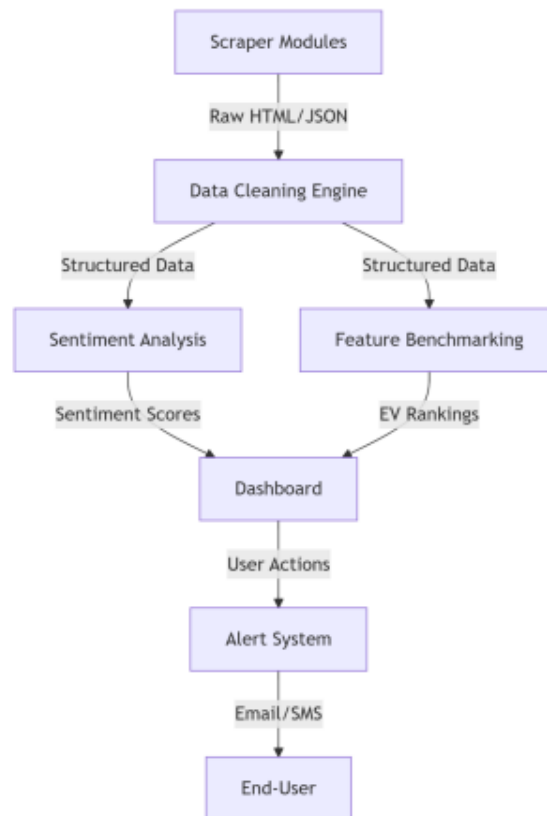 Scraper Modules
Raw HTML/JSON
Data Cleaning Engine
Structured Data
Structured Data
Sentiment Analysis
Feature Benchmarking
Sentiment Scores
EV Rankings
Dashboard
User Actions
Alert System
Email/SMS
End-User